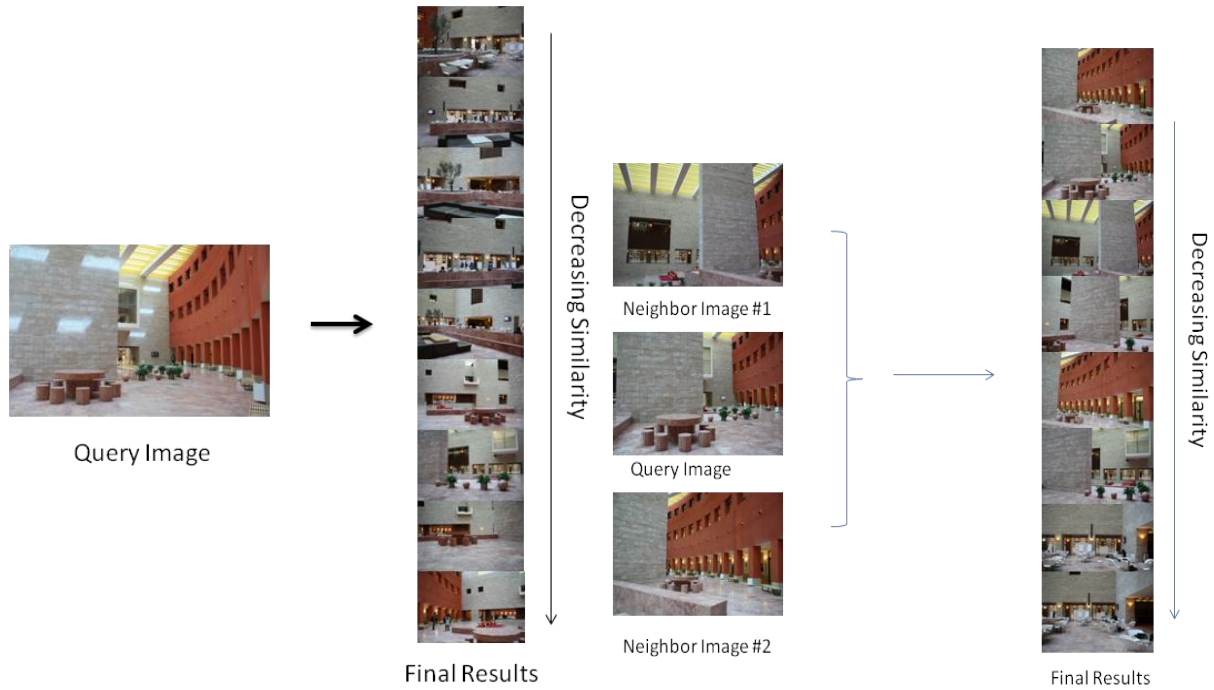 Query Image
Decreasing Similarity
Final Results
Neighbor Image #1
Query Image
Neighbor Image #2
Decreasing Similarity
Final Results